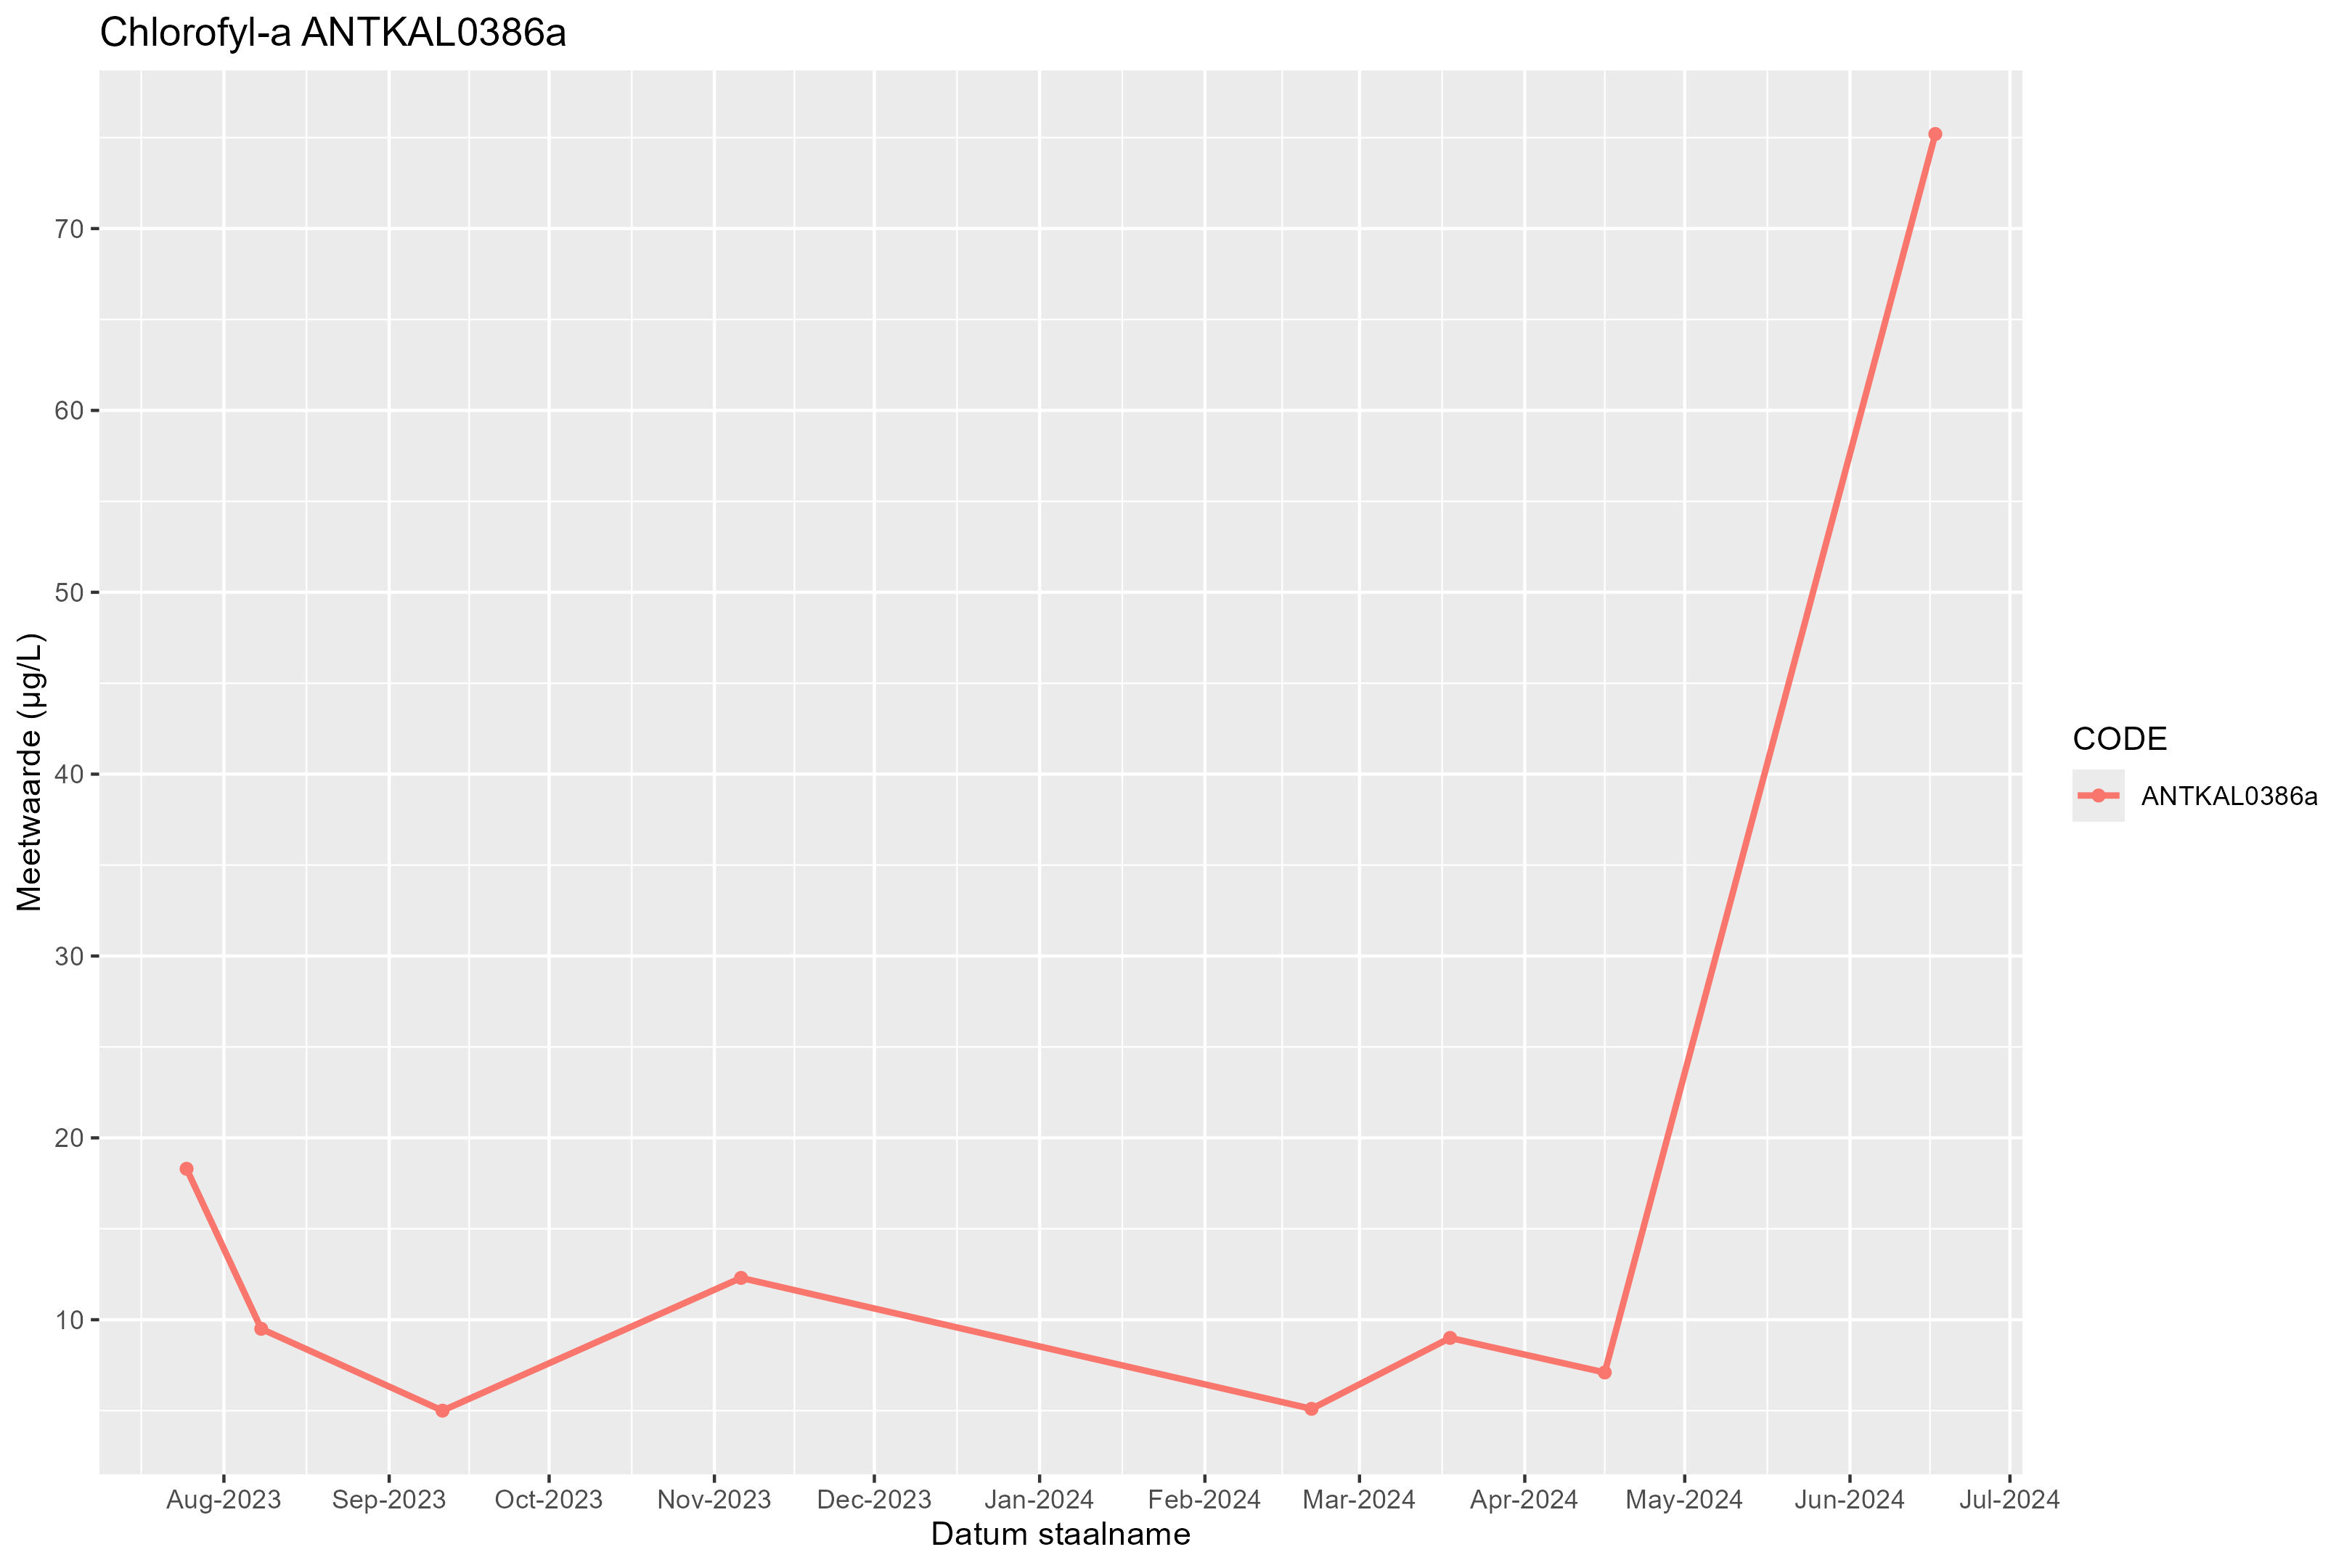 Chlorofyl-a ANTKAL0386a
Meetwaarde (µg/L)
70
60
50
40
30
20
10
Aug-2023 Sep-2023 Oct-2023 Nov-2023 Dec-2023 Jan-2024 Feb-2024 Mar-2024 Apr-2024 May-2024 Jun-2024 Jul-2024
Datum staalname
CODE
ANTKAL0386a